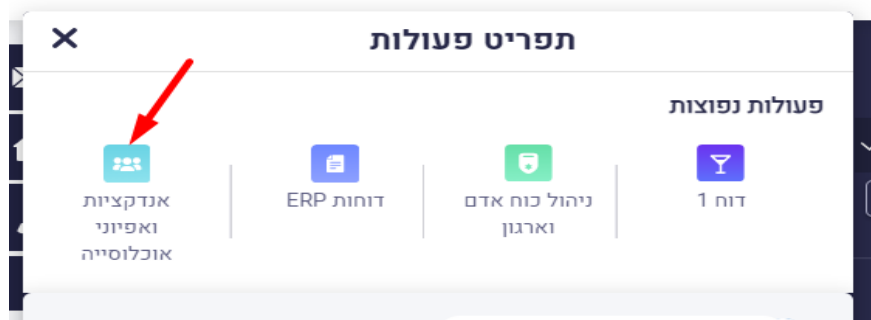 תפריט פעולות
פעולות נפוצות
דוח 1
ניהול כוח אדם
וארגון
דוחות ERP
אנדקציות
ואפיוני
אוכלוסייה